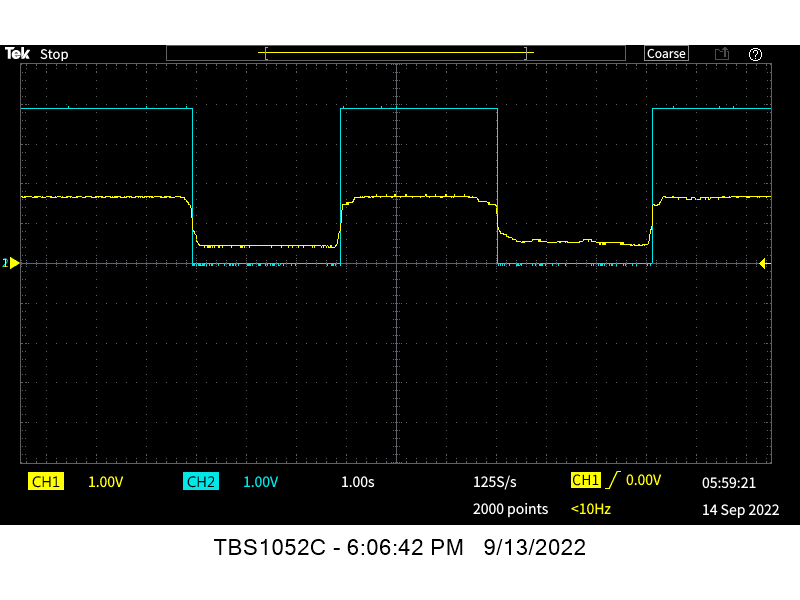 Tek Stop Coarse
CH1 1.00V CH2 1.00V 1.00s 125S/s CH1 0.00V 05:59:21
2000 points <10Hz 14 Sep 2022
TBS1052C - 6:06:42 PM 9/13/2022